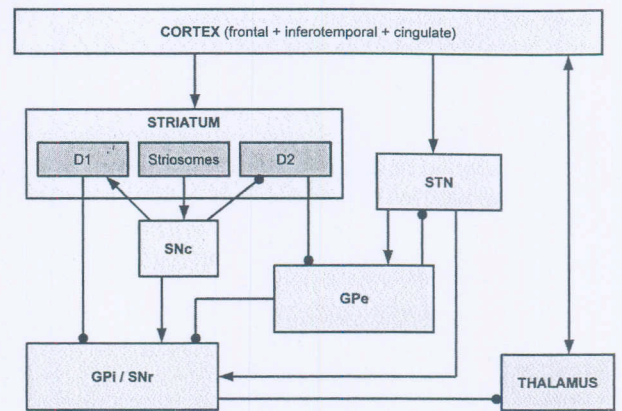 CORTEX (frontal + inferotemporal + cingulate)
STRIATUM
D1 Striosomes D2
STN
SNc
GPe
GPi / SNr
THALAMUS